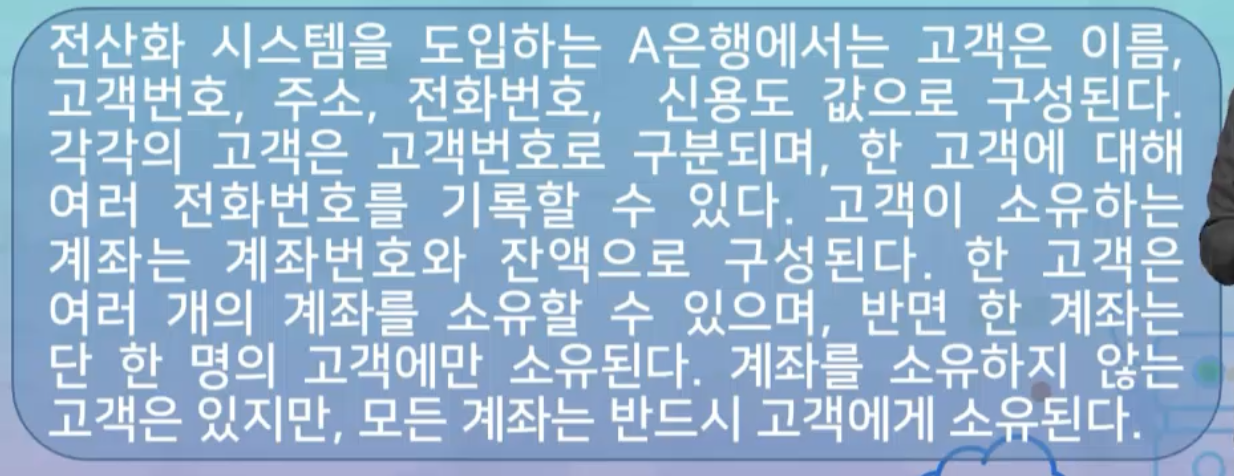 전산화 시스템을 도입하는 A은행에서는 고객은 이름,
고객번호, 주소, 전화번호, 신용도 값으로 구성된다.
각각의 고객은 고객번호로 구분되며, 한 고객에 대해
여러 전화번호를 기록할 수 있다. 고객이 소유하는
계좌는 계좌번호와 잔액으로 구성된다. 한 고객은
여러 개의 계좌를 소유할 수 있으며, 반면 한 계좌는
단 한 명의 고객에만 소유된다. 계좌를 소유하지 않는
고객은 있지만, 모든 계좌는 반드시 고객에게 소유된다.